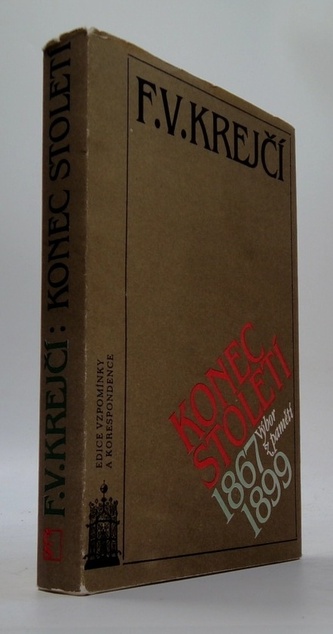 F.V.KREJČÍ: KONEC STOLETÍ
F.V.KREJČÍ
KONEC
STOLETÍ
1867
1899
výbor
z pamětí
EDICE VZPOMÍNKY
A KORESPONDENCE